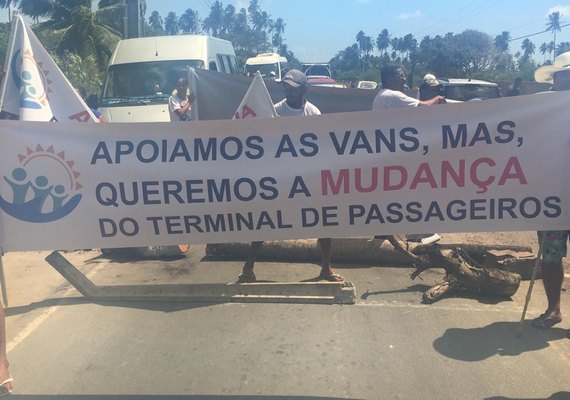 APOIAMOS AS VANS, MAS,
QUEREMOS A MUDANÇA
DO TERMINAL DE PASSAGEIROS